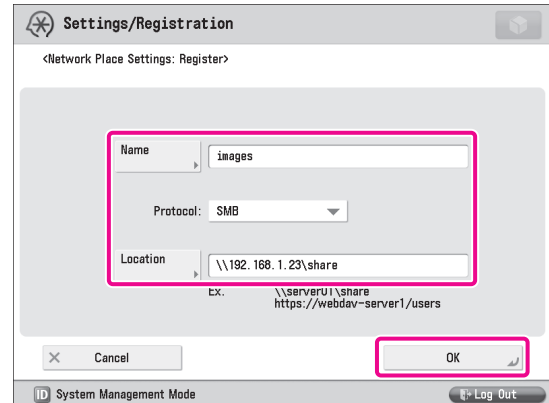 Settings/Registration
<Network Place Settings: Register>
Name
images
Protocol: SMB
Location
\\192.168.1.23\share
Ex. \\server01\share
https://webdav-server1/users
Cancel
OK
ID System Management Mode
Log Out